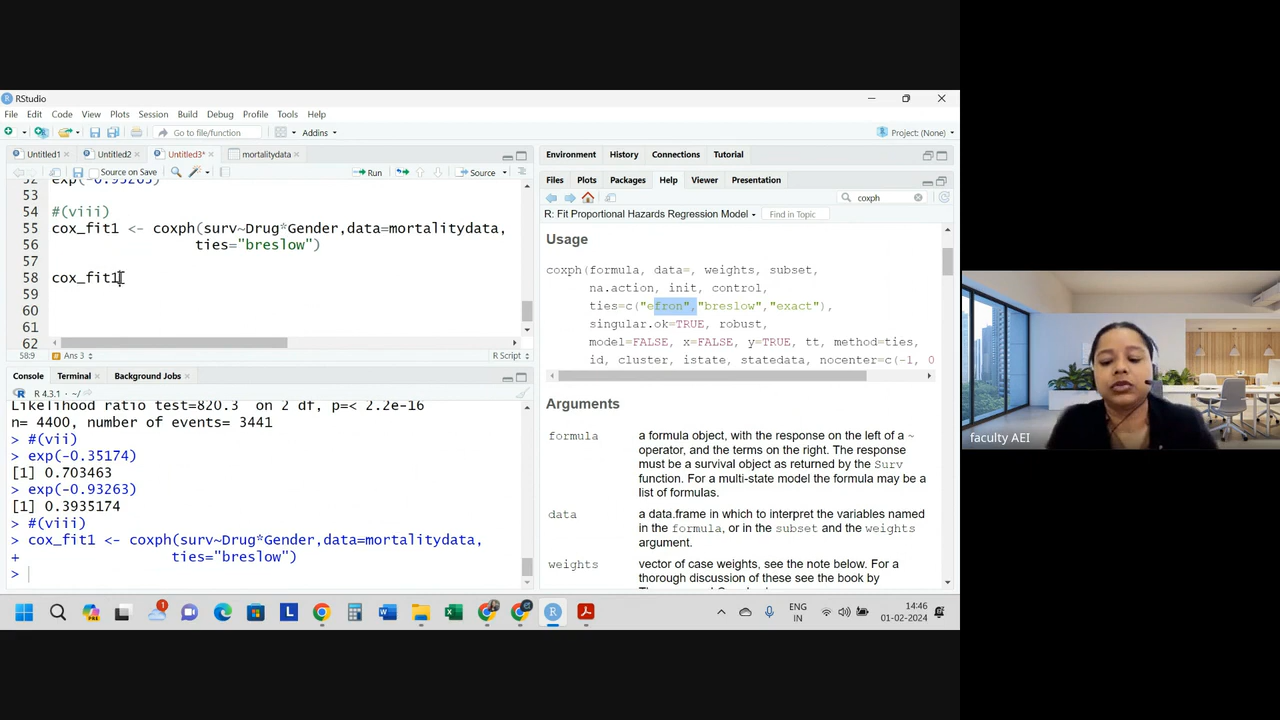 RStudio
File Edit Code View Plots Session Build Debug Profile Tools Help
Go to file/function Addins Project: (None)
Untitled1 Untitled2 Untitled3* mortalitydata
Source on Save Run Source
52 exp(-0.93263)
53
54 #(viii)
55 cox_fit1 <- coxph(surv~Drug*Gender,data=mortalitydata,
56 ties="breslow")
57
58 cox_fit1
59
60
61
62
58:9 Ans 3 R Script
Console Terminal Background Jobs
R 4.3.1 · ~/
Likelihood ratio test=820.3 on 2 df, p=< 2.2e-16
n= 4400, number of events= 3441
> #(vii)
> exp(-0.35174)
[1] 0.703463
> exp(-0.93263)
[1] 0.3935174
> #(viii)
> cox_fit1 <- coxph(surv~Drug*Gender,data=mortalitydata,
+ ties="breslow")
>
Environment History Connections Tutorial
Files Plots Packages Help Viewer Presentation
coxph
R: Fit Proportional Hazards Regression Model Find in Topic
Usage
coxph(formula, data=, weights, subset,
na.action, init, control,
ties=c("efron","breslow","exact"),
singular.ok=TRUE, robust,
model=FALSE, x=FALSE, y=TRUE, tt, method=ties,
id, cluster, istate, statedata, nocenter=c(-1, 0
Arguments
formula a formula object, with the response on the left of a ~
operator, and the terms on the right. The response
must be a survival object as returned by the Surv
function. For a multi-state model the formula may be a
list of formulas.
data a data.frame in which to interpret the variables named
in the formula, or in the subset and the weights
argument.
weights vector of case weights, see the note below. For a
thorough discussion of these see the book by
faculty AEI
1
PRE
L
ENG
IN
14:46
01-02-2024